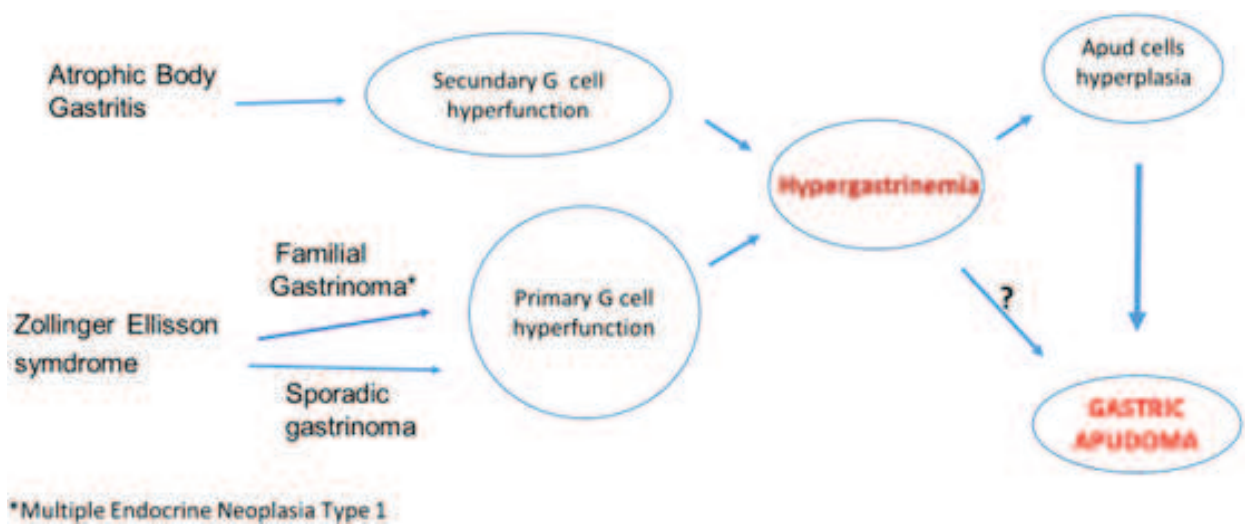 Atrophic Body
Gastritis
Secundary G cell
hyperfunction
Apud cells
hyperplasia
Hypergastrinemia
Familial
Gastrinoma*
Primary G cell
hyperfunction
?
Zollinger Ellisson
symdrome
Sporadic
gastrinoma
GASTRIC
APUDOMA
*Multiple Endocrine Neoplasia Type 1